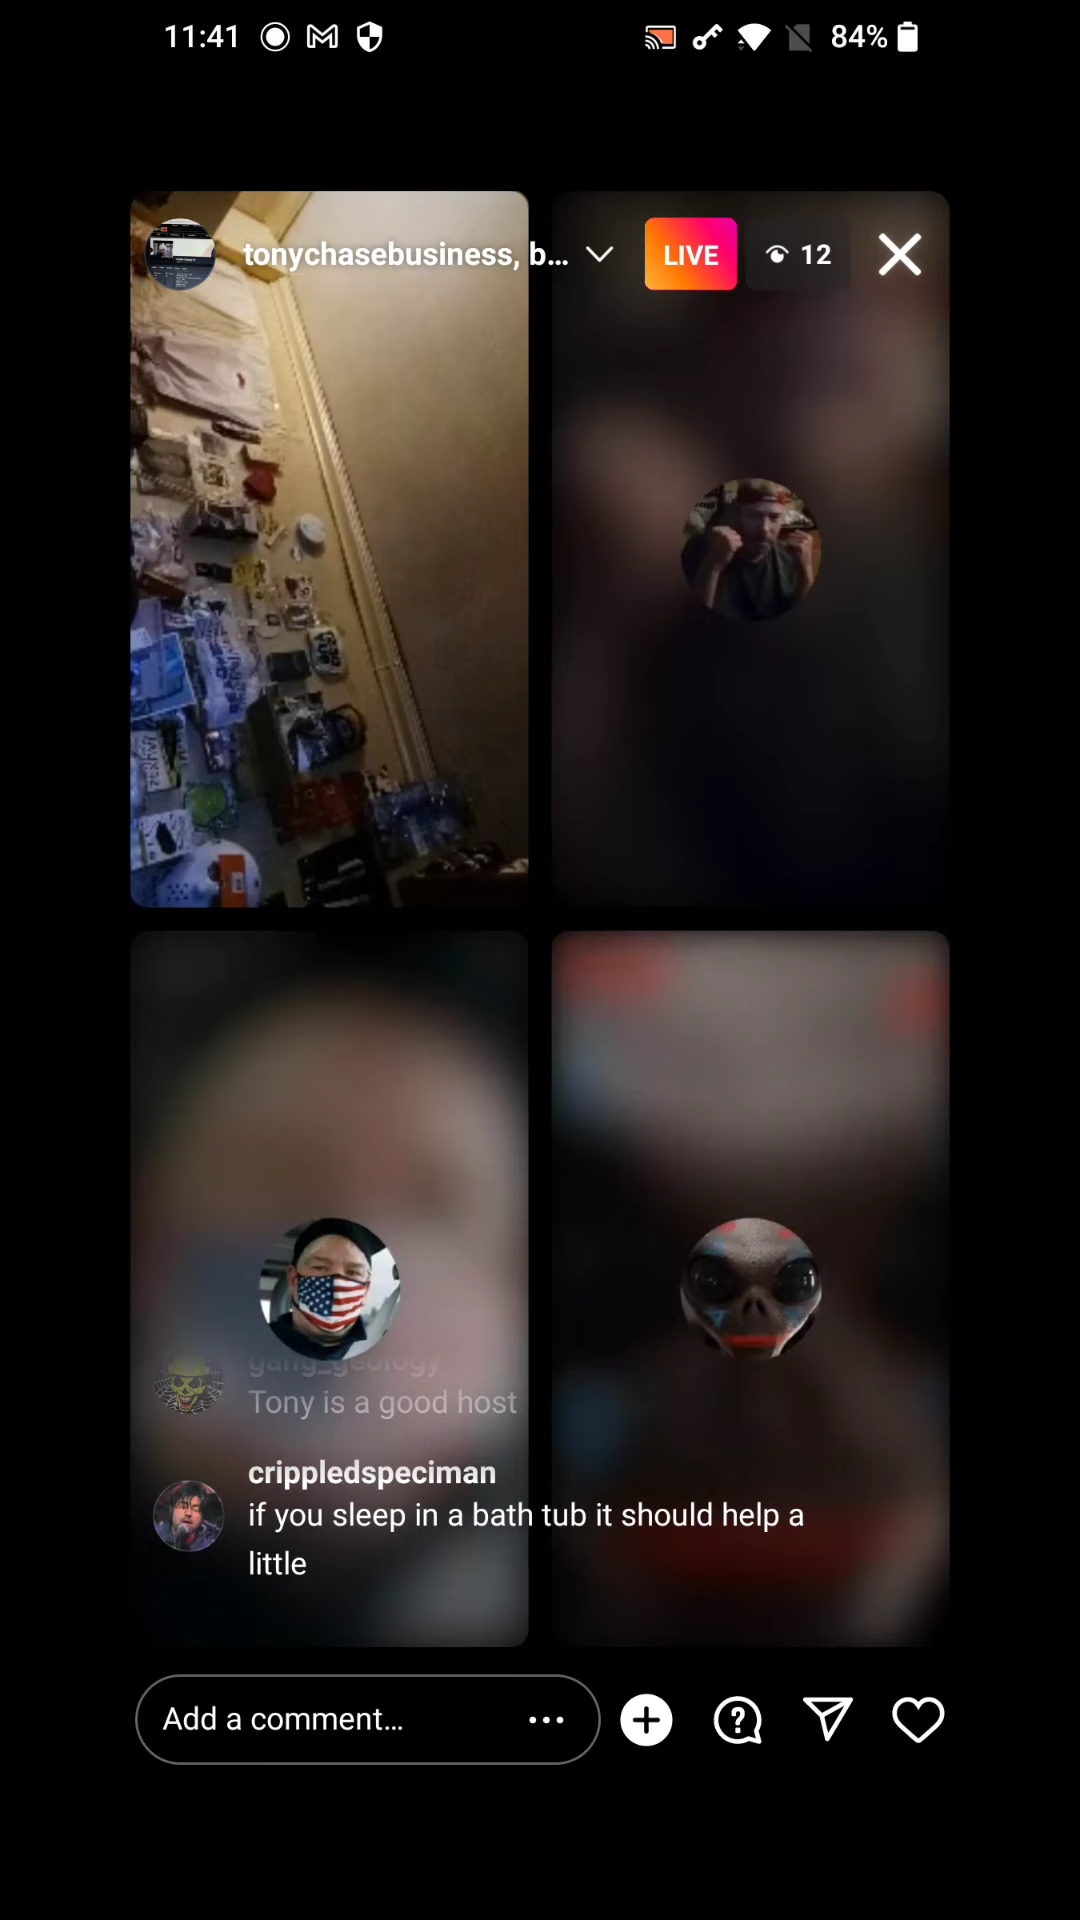 11:41
84%
tonychasebusiness, b...
LIVE
12
gang_geology
Tony is a good host
crippledspeciman
if you sleep in a bath tub it should help a
little
Add a comment...